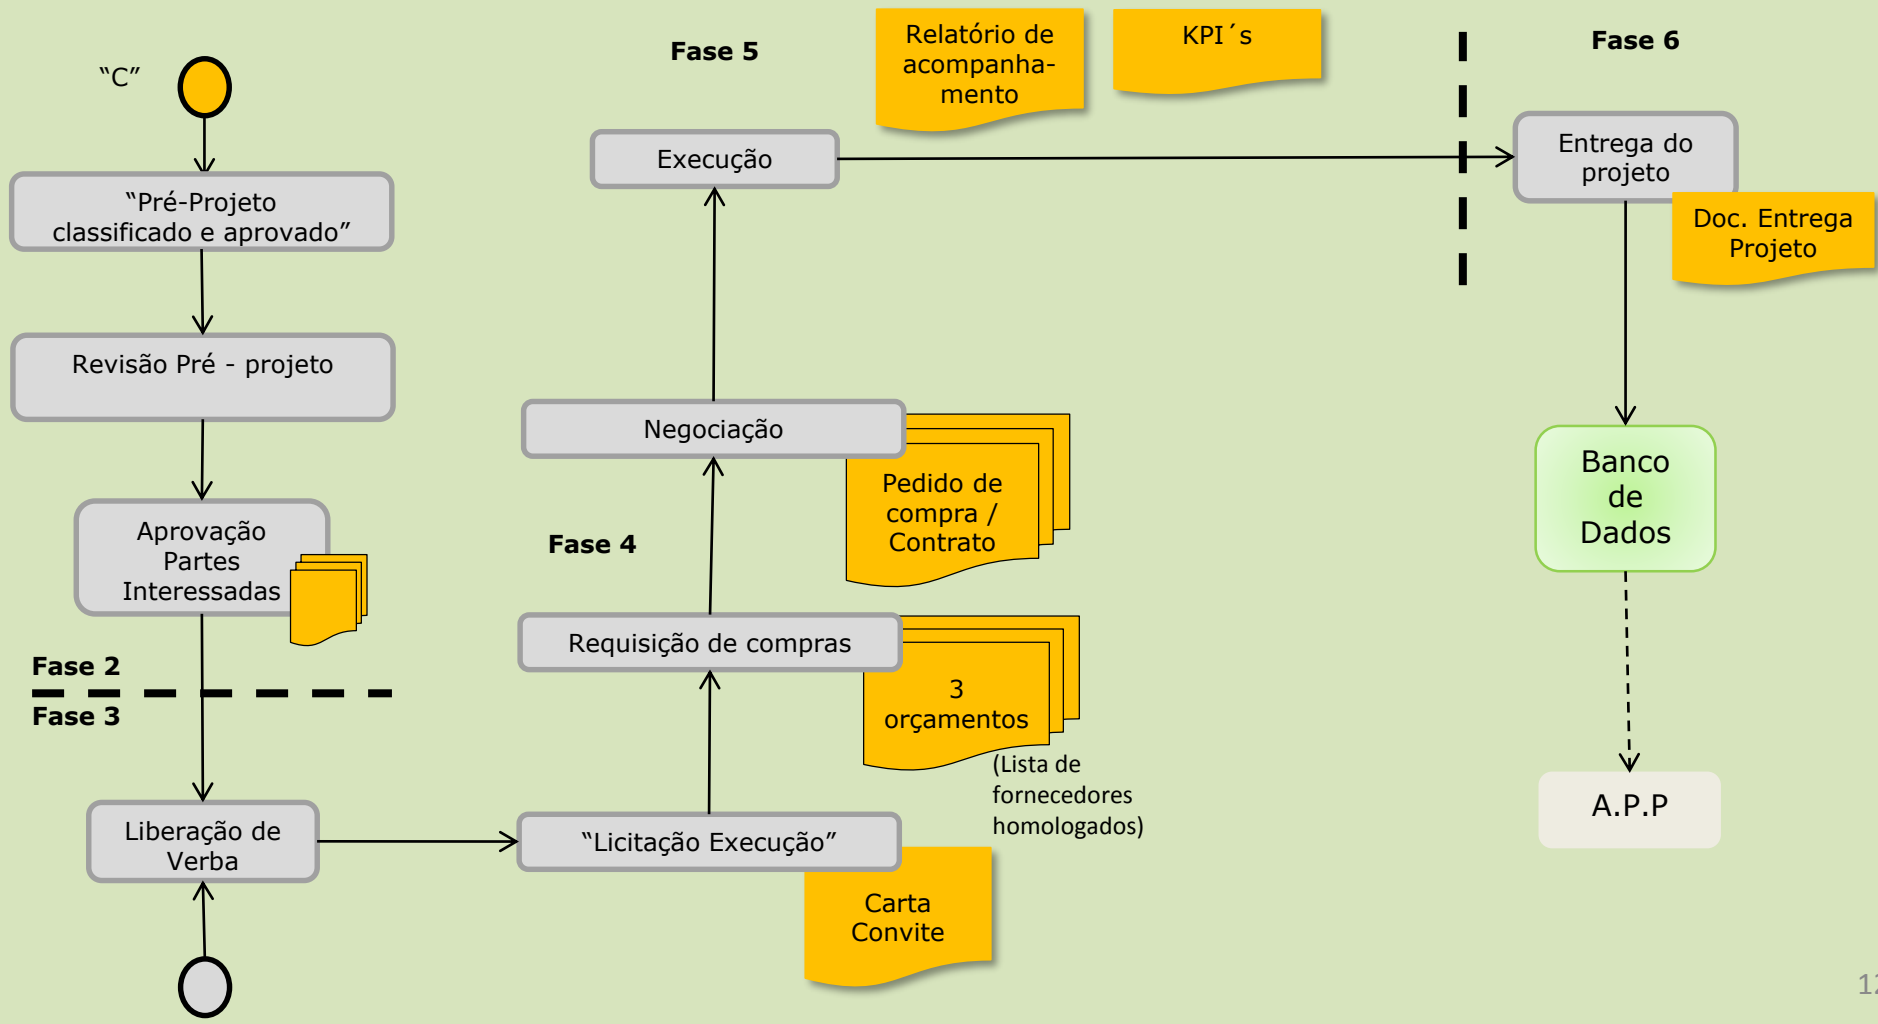 “C”
“Pré-Projeto
classificado e aprovado”
Revisão Pré - projeto
Aprovação
Partes
Interessadas
Fase 2
Fase 3
Liberação de
Verba
Fase 5
Relatório de
acompanha-
mento
KPI´s
Execução
Negociação
Pedido de
compra /
Contrato
Fase 4
Requisição de compras
3
orçamentos
(Lista de
fornecedores
homologados)
“Licitação Execução”
Carta
Convite
Fase 6
Entrega do
projeto
Doc. Entrega
Projeto
Banco
de
Dados
A.P.P